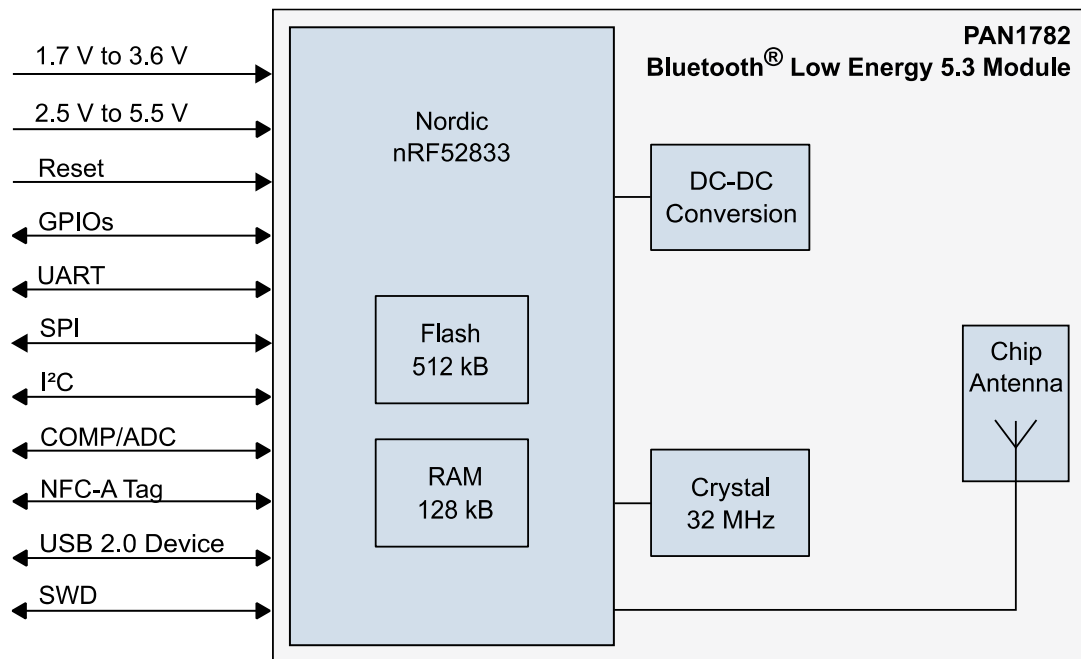 PAN1782
Bluetooth® Low Energy 5.3 Module
1.7 V to 3.6 V
2.5 V to 5.5 V
Reset
GPIOs
UART
SPI
I²C
COMP/ADC
NFC-A Tag
USB 2.0 Device
SWD
Nordic
nRF52833
Flash
512 kB
RAM
128 kB
DC-DC
Conversion
Crystal
32 MHz
Chip
Antenna